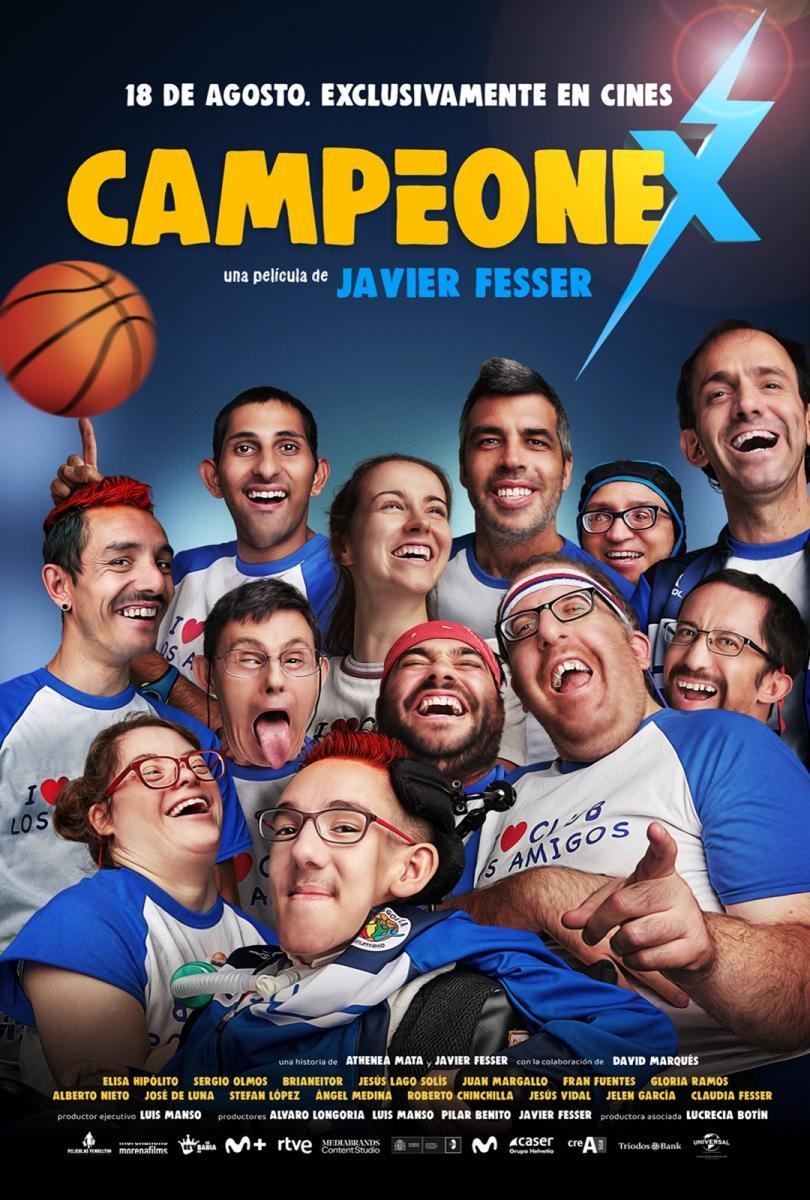 18 DE AGOSTO. EXCLUSIVAMENTE EN CINES
CAMPEONEX
una película de JAVIER FESSER
I ❤
LOS A
I ❤
LOS
I ❤ C
❤ CLUB
S AMIGOS
una historia de ATHENEA MATA y JAVIER FESSER con la colaboración de DAVID MARQUÉS
ELISA HIPÓLITO SERGIO OLMOS BRIANEITOR JESÚS LAGO SOLÍS JUAN MARGALLO FRAN FUENTES GLORIA RAMOS
ALBERTO NIETO JOSÉ DE LUNA STEFAN LÓPEZ ÁNGEL MEDINA ROBERTO CHINCHILLA JESÚS VIDAL JELEN GARCÍA CLAUDIA FESSER
productor ejecutivo LUIS MANSO productores ALVARO LONGORIA LUIS MANSO PILAR BENITO JAVIER FESSER productora asociada LUCRECIA BOTÍN
PELICULAS PENDELTON morenafilms M+ rtve MEDIABRANDS ContentStudio M caser Grupo Helvetia creA Triodos Bank UNIVERSAL